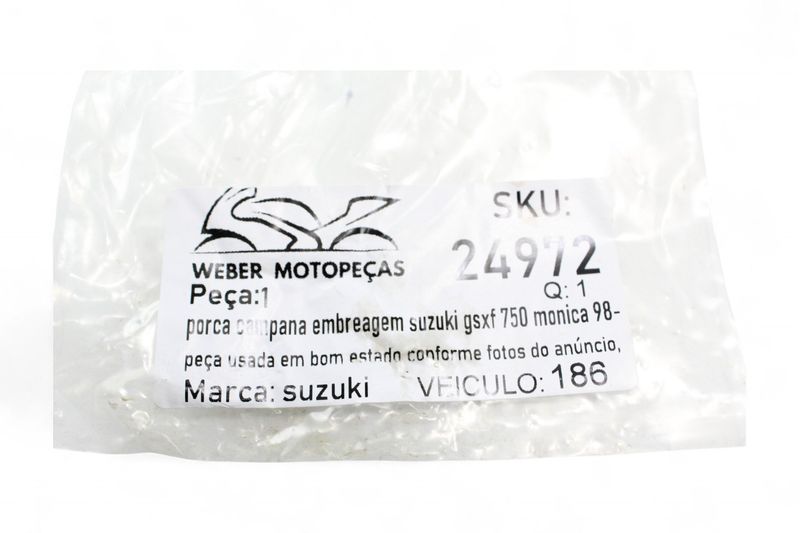 SKU:
24972
WEBER MOTOPEÇAS
Peça:1
Q: 1
porca campana embreagem suzuki gsxf 750 monica 98-
peça usada em bom estado conforme fotos do anúncio,
Marca: suzuki VEICULO: 186